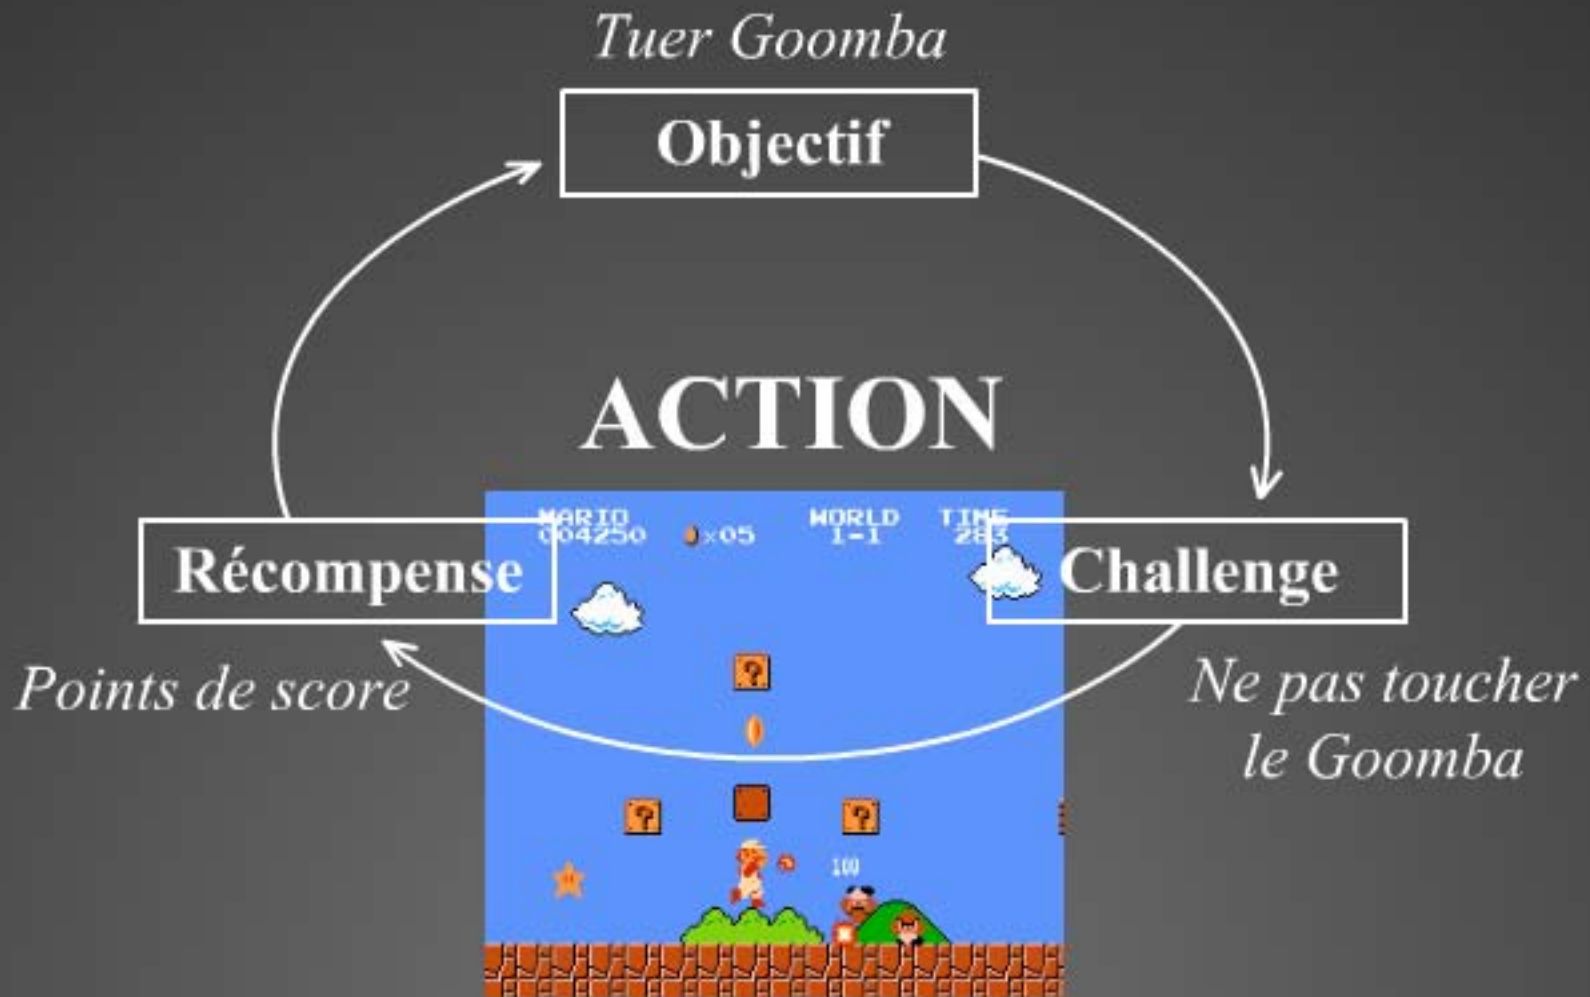 Tuer Goomba
Objectif
ACTION
MARIO WORLD TIME
004250 ×05 1-1 283
Récompense
Challenge
Points de score
Ne pas toucher
le Goomba
?
? ?
100